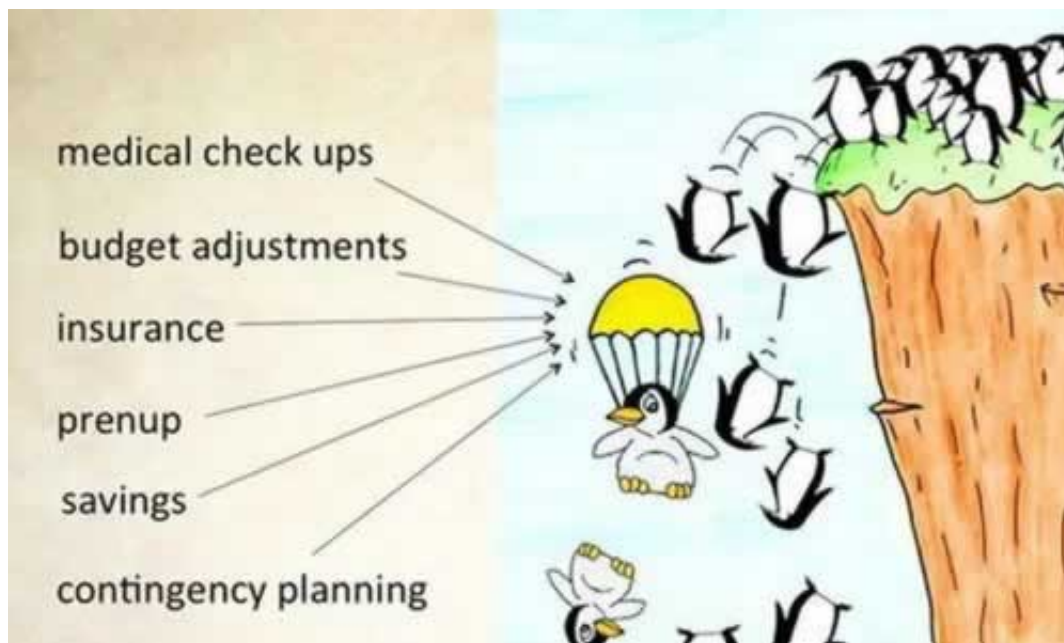 medical check ups
budget adjustments
insurance
prenup
savings
contingency planning